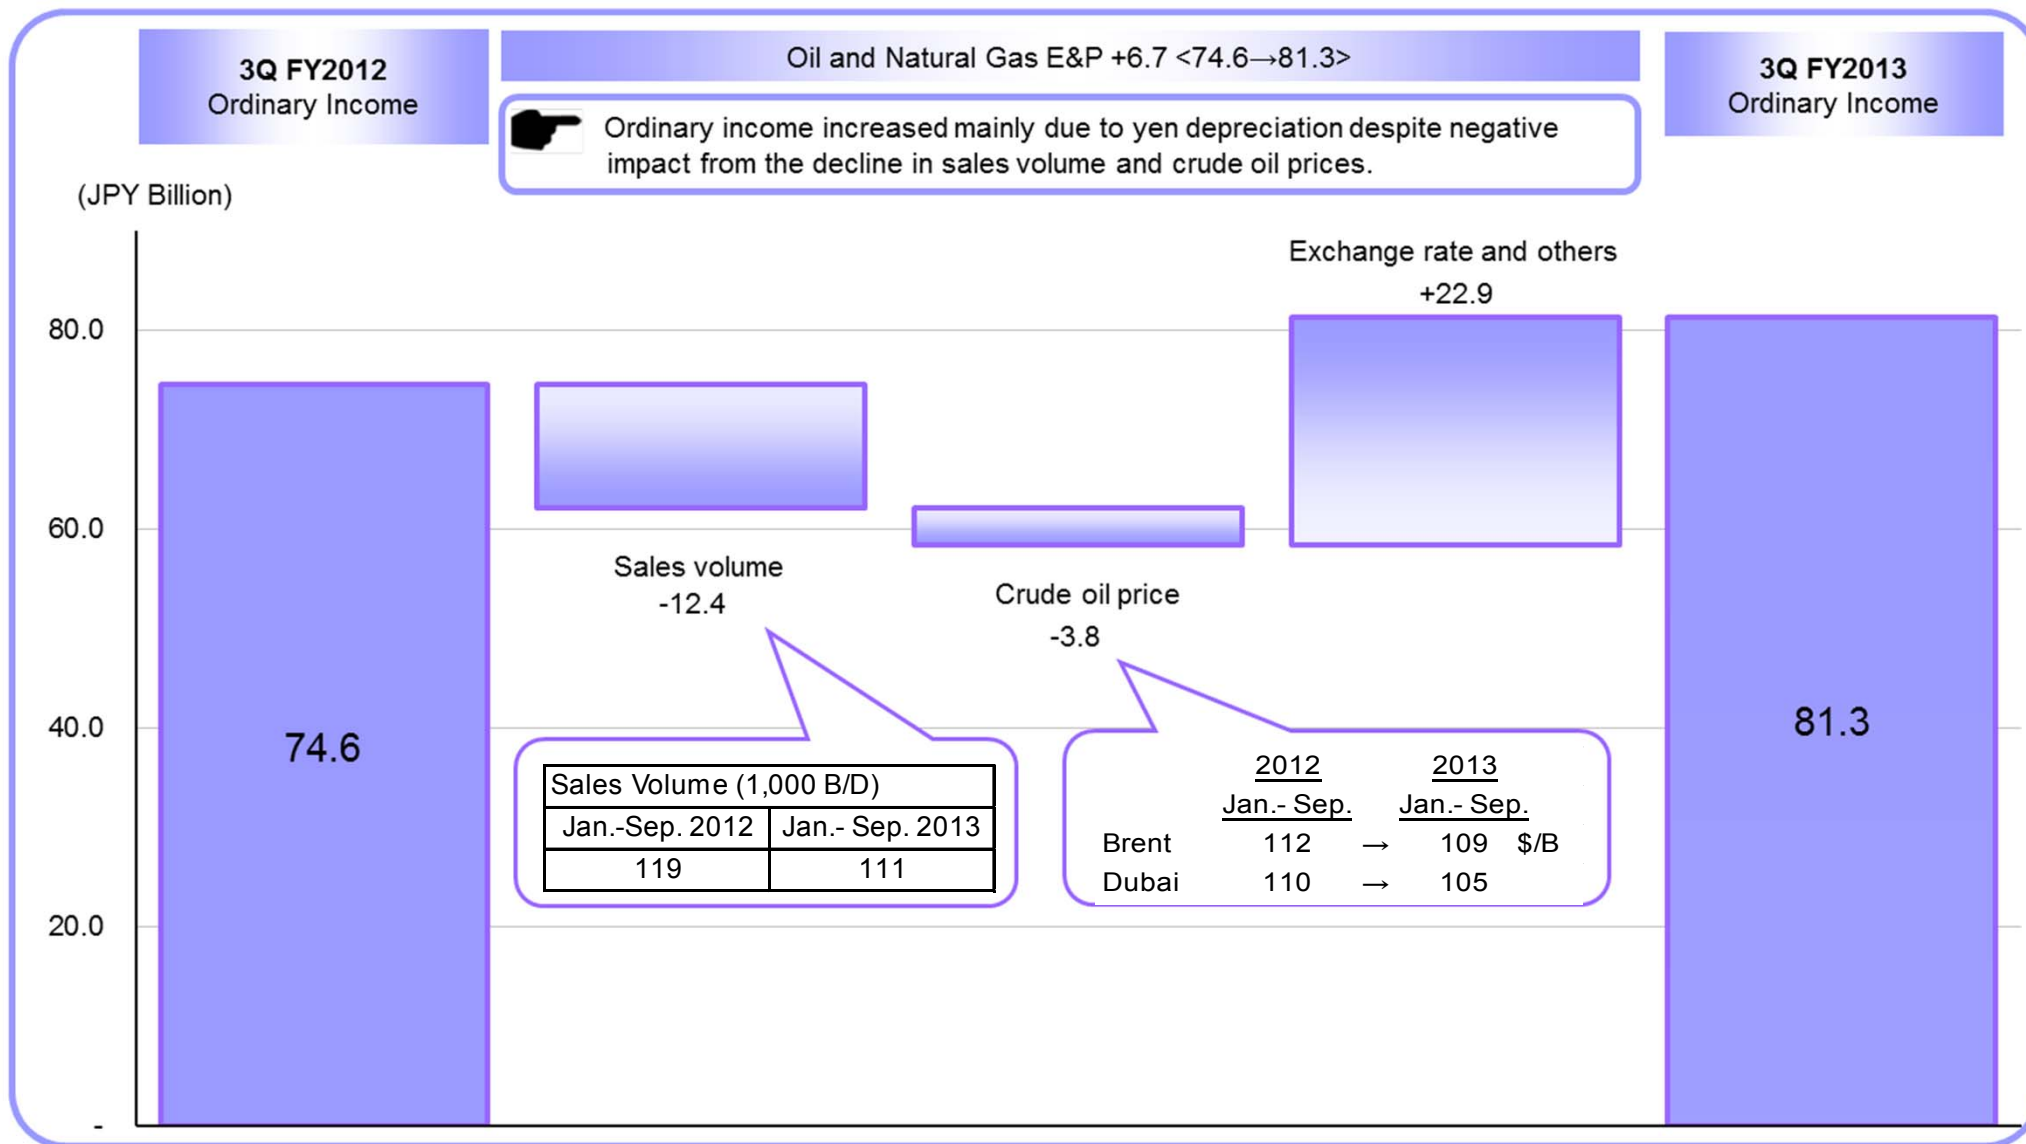 3Q FY2012
Ordinary Income
Oil and Natural Gas E&P +6.7 <74.6→81.3>
3Q FY2013
Ordinary Income
Ordinary income increased mainly due to yen depreciation despite negative
impact from the decline in sales volume and crude oil prices.
(JPY Billion)
Exchange rate and others
+22.9
80.0
60.0
Sales volume
-12.4
Crude oil price
-3.8
40.0
74.6
81.3
Sales Volume (1,000 B/D)
Jan.-Sep. 2012 Jan.- Sep. 2013
119 111
2012 2013
Jan.- Sep. Jan.- Sep.
Brent 112 → 109 $/B
Dubai 110 → 105
20.0
-